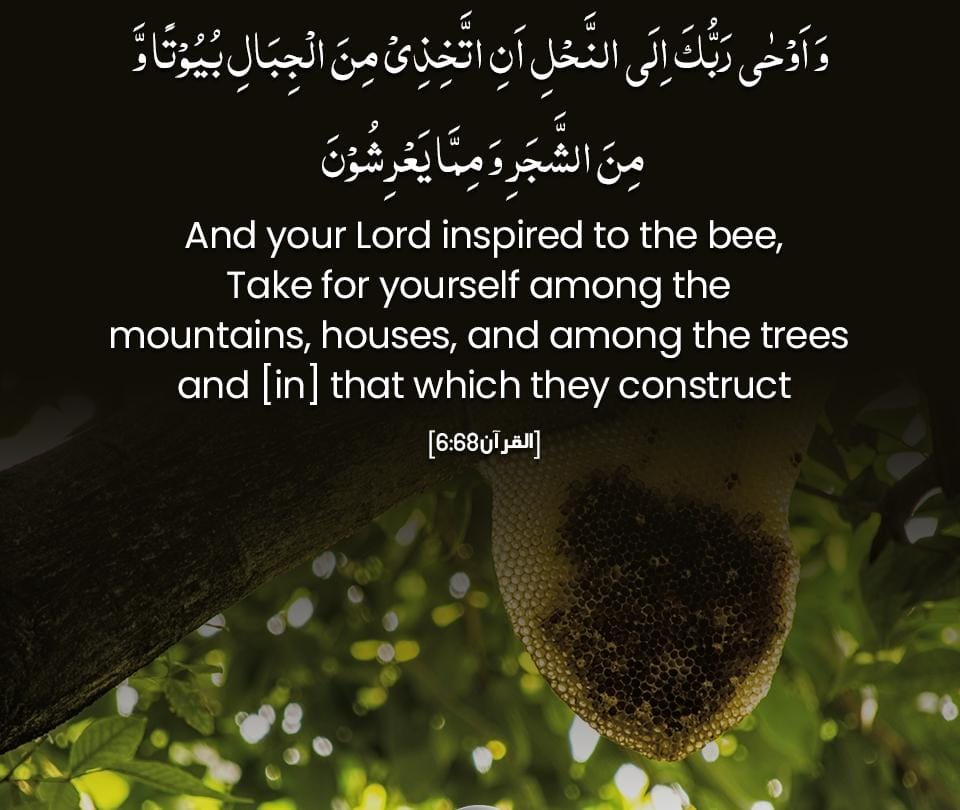 وَاَوْحٰى رَبُّكَ اِلَى النَّحْلِ اَنِ اتَّخِذِىْ مِنَ الْجِبَالِ بُيُوْتًا وَّ
مِنَ الشَّجَرِ وَ مِمَّا يَعْرِشُوْنَ
And your Lord inspired to the bee,
Take for yourself among the
mountains, houses, and among the trees
and [in] that which they construct
[القرآن6:68]